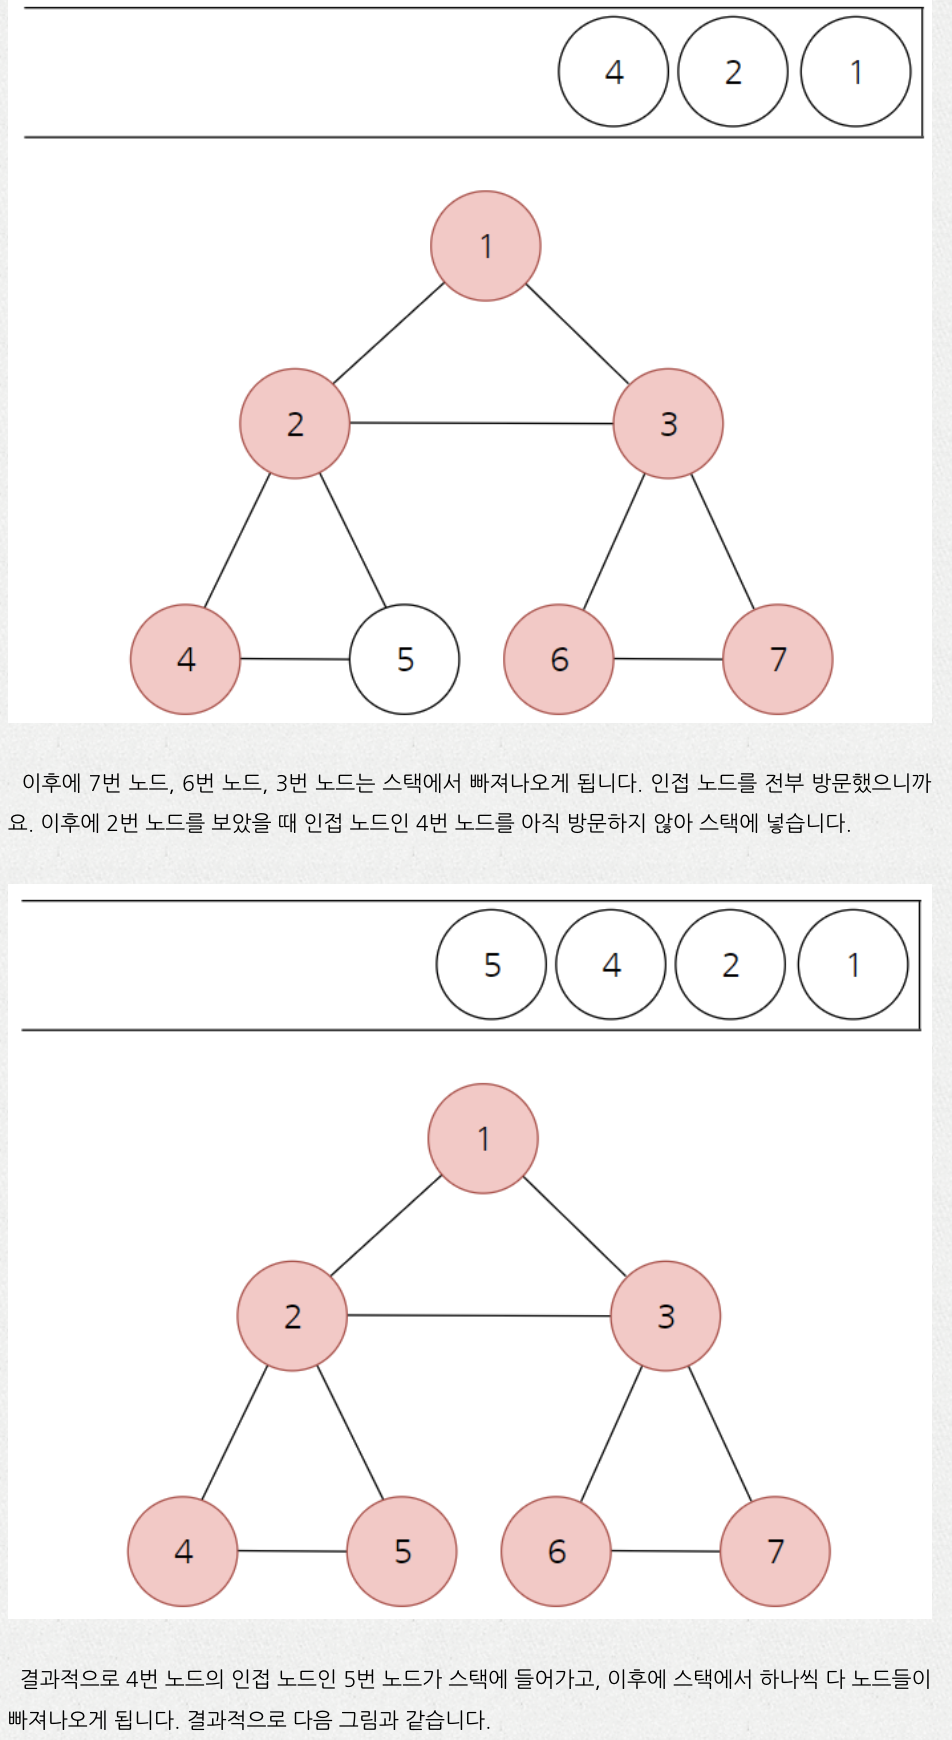 4 2 1
1
2 3
4 5 6 7
이후에 7번 노드, 6번 노드, 3번 노드는 스택에서 빠져나오게 됩니다. 인접 노드를 전부 방문했으니까
요. 이후에 2번 노드를 보았을 때 인접 노드인 4번 노드를 아직 방문하지 않아 스택에 넣습니다.
5 4 2 1
1
2 3
4 5 6 7
결과적으로 4번 노드의 인접 노드인 5번 노드가 스택에 들어가고, 이후에 스택에서 하나씩 다 노드들이
빠져나오게 됩니다. 결과적으로 다음 그림과 같습니다.